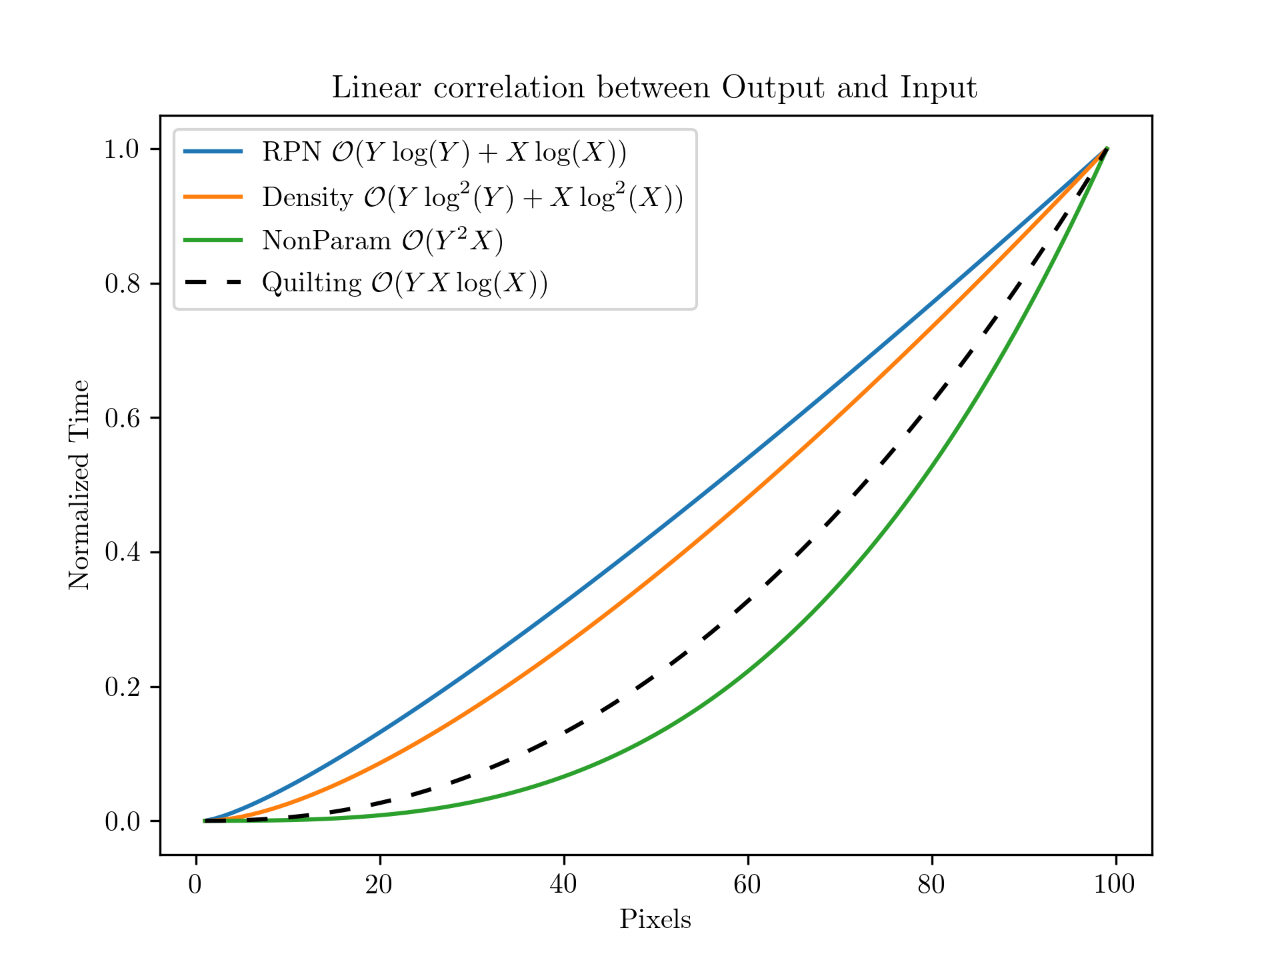 Linear correlation between Output and Input
RPN 𝒪(Y log(Y) + X log(X))
Density 𝒪(Y log²(Y) + X log²(X))
NonParam 𝒪(Y²X)
Quilting 𝒪(YX log(X))
1.0
0.8
0.6
0.4
0.2
0.0
Normalized Time
0 20 40 60 80 100
Pixels